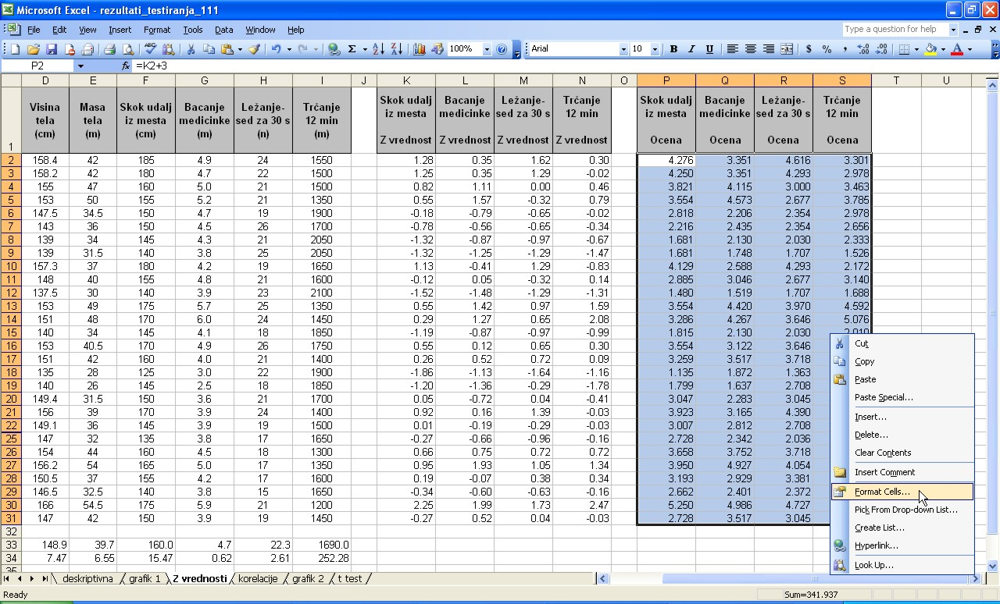 Microsoft Excel - rezultati_testiranja_111
File Edit View Insert Format Tools Data Window Help Type a question for help
100% Arial 10 B I U $ % ,
P2 fx =K2+3
D E F G H I J K L M N O P Q R S T U
1 Visina tela (cm) Masa tela (m) Skok udalj iz mesta (cm) Bacanje medicinke (m) Ležanje-sed za 30 s (n) Trčanje 12 min (m) Skok udalj iz mesta Z vrednost Bacanje medicinke Z vrednost Ležanje-sed za 30 s Z vrednost Trčanje 12 min Z vrednost Skok udalj iz mesta Ocena Bacanje medicinke Ocena Ležanje-sed za 30 s Ocena Trčanje 12 min Ocena
2 158.4 42 185 4.9 24 1550 1.28 0.35 1.62 0.30 4.276 3.351 4.616 3.301
3 158.2 42 180 4.7 22 1500 1.25 0.35 1.29 -0.02 4.250 3.351 4.293 2.978
4 155 47 160 5.0 21 1500 0.82 1.11 0.00 0.46 3.821 4.115 3.000 3.463
5 153 50 155 5.2 21 1350 0.55 1.57 -0.32 0.79 3.554 4.573 2.677 3.785
6 147.5 34.5 150 4.7 19 1900 -0.18 -0.79 -0.65 -0.02 2.818 2.206 2.354 2.978
7 143 36 150 4.5 26 1700 -0.78 -0.56 -0.65 -0.34 2.216 2.435 2.354 2.656
8 139 34 145 4.3 21 2050 -1.32 -0.87 -0.97 -0.67 1.681 2.130 2.030 2.333
9 139 31.5 140 3.8 25 2050 -1.32 -1.25 -1.29 -1.47 1.681 1.748 1.707 1.526
10 157.3 37 180 4.2 19 1650 1.13 -0.41 1.29 -0.83 4.129 2.588 4.293 2.172
11 148 40 155 4.8 21 1600 -0.12 0.05 -0.32 0.14 2.885 3.046 2.677 3.140
12 137.5 30 140 3.9 23 2100 -1.52 -1.48 -1.29 -1.31 1.480 1.519 1.707 1.688
13 153 49 175 5.7 25 1350 0.55 1.42 0.97 1.59 3.554 4.420 3.970 4.592
14 151 48 170 6.0 24 1450 0.29 1.27 0.65 2.08 3.286 4.267 3.646 5.076
15 140 34 145 4.1 18 1800 -1.19 -0.87 -0.97 -0.99 1.815 2.130 2.030 2.010
16 153 40.5 170 4.9 26 1750 0.55 0.12 0.65 0.30 3.554 3.122 3.646
17 151 42 160 4.0 21 1400 0.26 0.52 0.72 0.09 3.259 3.517 3.718
18 135 28 125 3.0 22 1900 -1.86 -1.13 -1.64 -1.16 1.135 1.872 1.363
19 140 26 145 2.5 18 1850 -1.20 -1.36 -0.29 -1.78 1.799 1.637 2.708
20 149.4 31.5 150 3.6 21 1700 0.05 -0.72 0.04 -0.41 3.047 2.283 3.045
21 156 39 170 3.9 24 1400 0.92 0.16 1.39 -0.03 3.923 3.165 4.390
22 149.1 36 145 3.9 19 1500 0.01 -0.19 -0.29 -0.03 3.007 2.812 2.708
25 147 32 135 3.8 17 1650 -0.27 -0.66 -0.96 -0.16 2.728 2.342 2.036
26 154 44 160 4.5 18 1300 0.66 0.75 0.72 0.72 3.658 3.752 3.718
27 156.2 54 165 5.0 17 1350 0.95 1.93 1.05 1.34 3.950 4.927 4.054
28 150.5 37 155 4.2 17 1600 0.19 -0.07 0.38 0.34 3.193 2.929 3.381
29 146.5 32.5 140 3.8 15 1650 -0.34 -0.60 -0.63 -0.16 2.662 2.401 2.372
30 166 54.5 175 5.9 21 1200 2.25 1.99 1.73 2.47 5.250 4.986 4.727
31 147 42 150 3.9 19 1450 -0.27 0.52 0.04 -0.03 2.728 3.517 3.045
32
33 148.9 39.7 160.0 4.7 22.3 1690.0
34 7.47 6.55 15.47 0.62 2.61 252.28
35
Cut
Copy
Paste
Paste Special...
Insert...
Delete...
Clear Contents
Insert Comment
Format Cells...
Pick From Drop-down List...
Create List...
Hyperlink...
Look Up...
deskriptivna grafik 1 Z vrednosti korelacije grafik 2 t test
Ready Sum=341.937